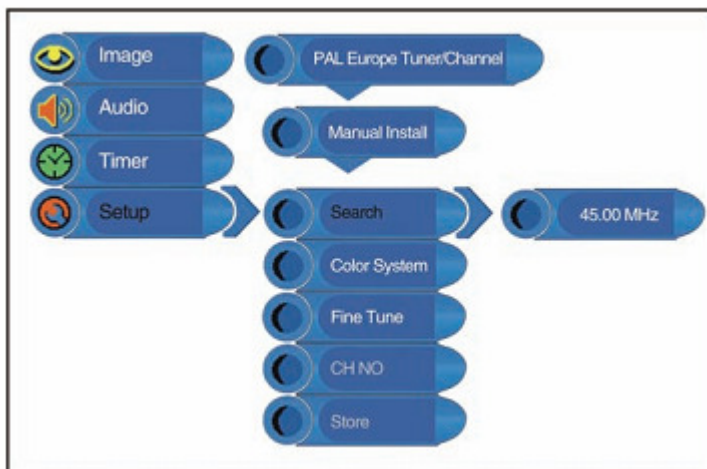 Image
Audio
Timer
Setup
PAL Europe Tuner/Channel
Manual Install
Search
Color System
Fine Tune
CH NO
Store
45.00 MHz